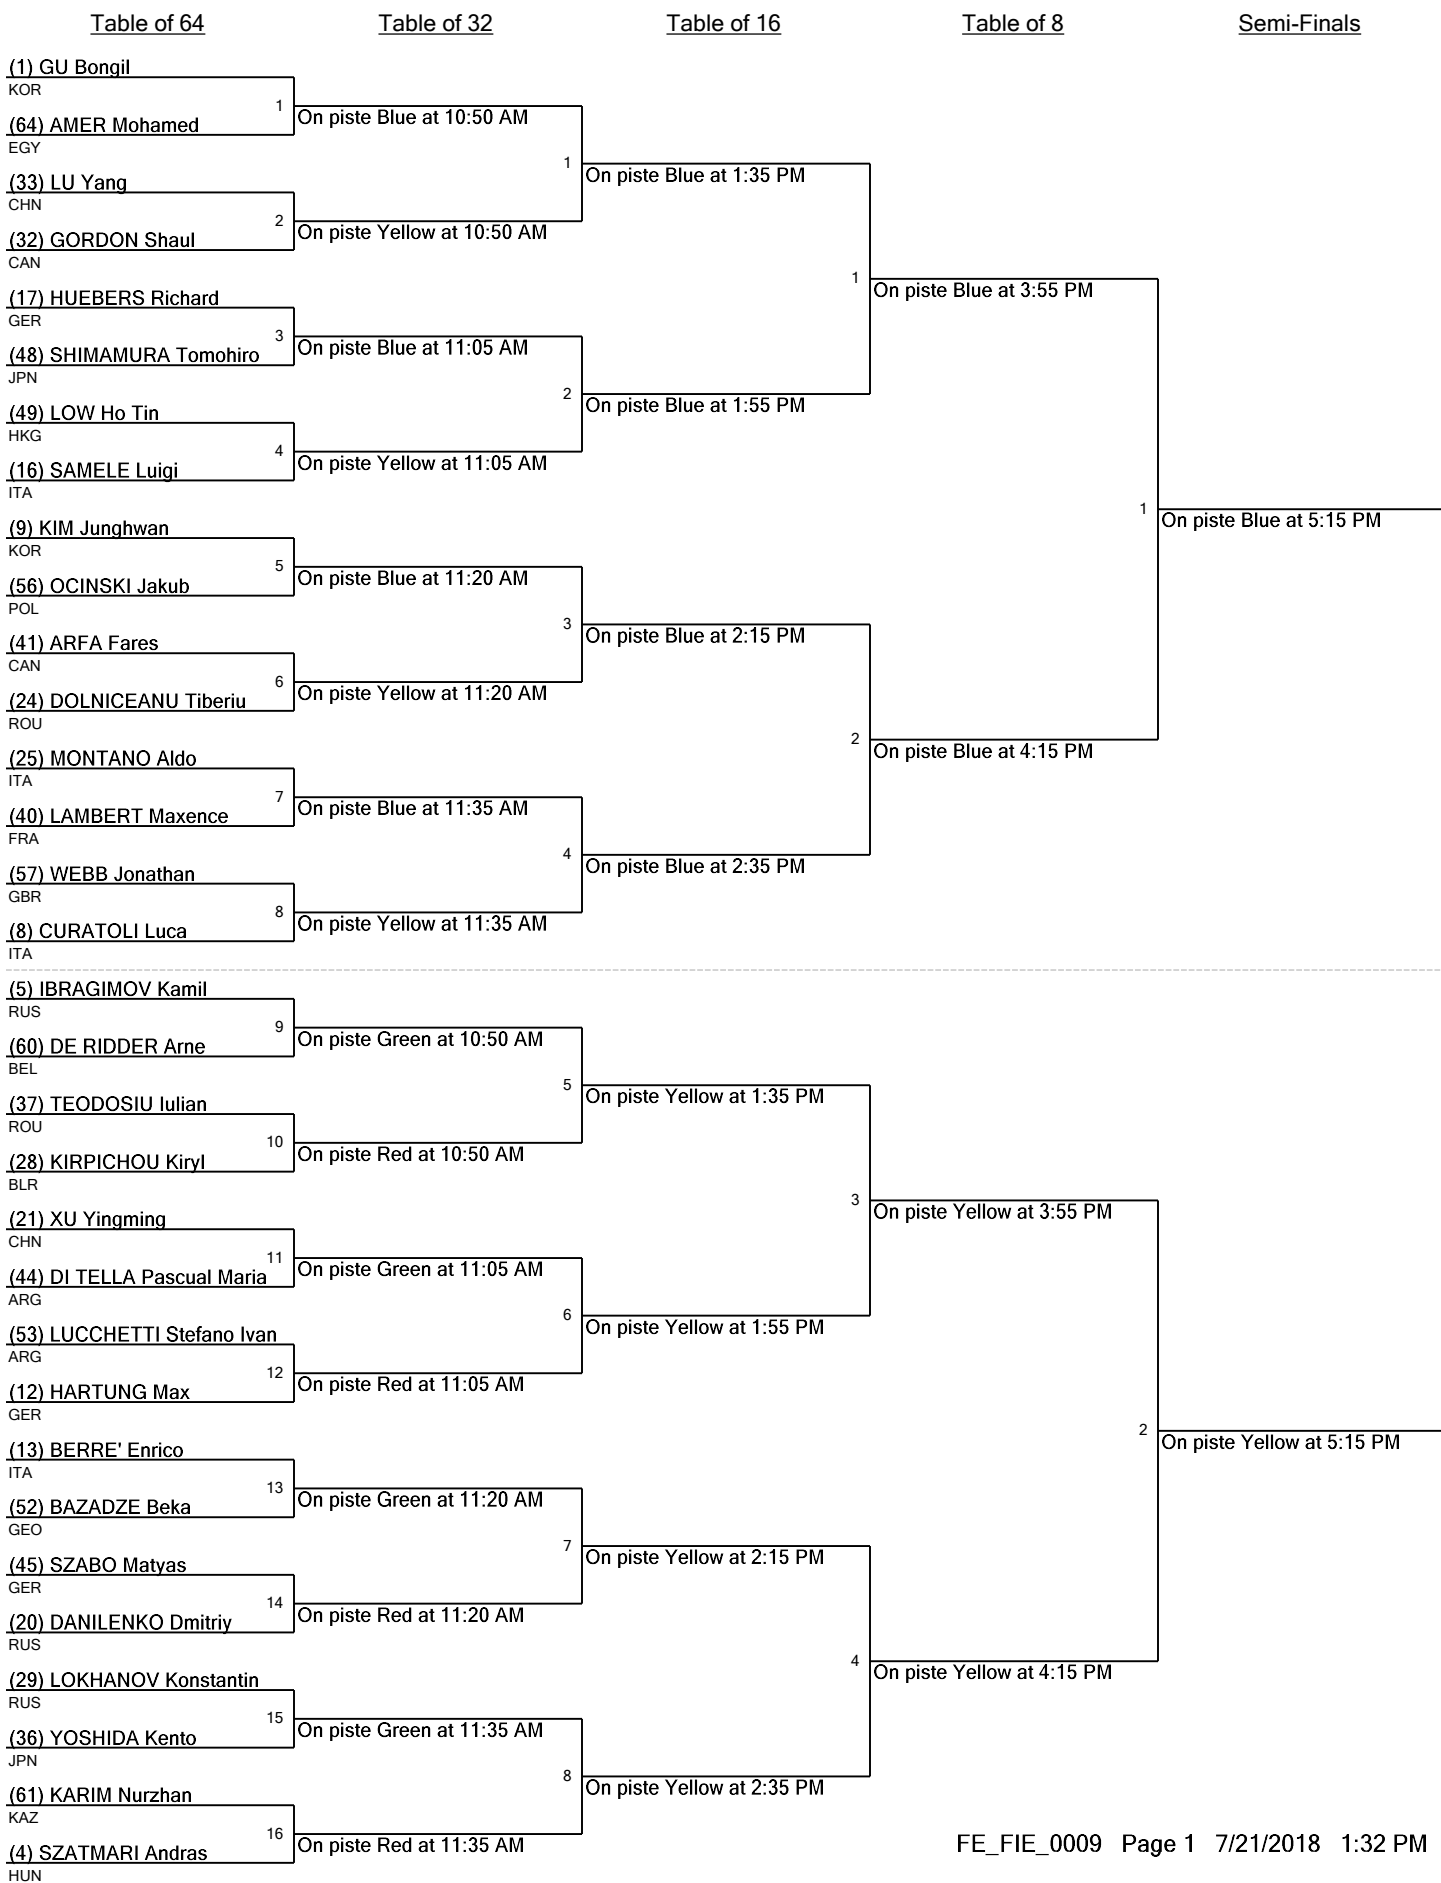 Table of 64 Table of 32 Table of 16 Table of 8 Semi-Finals
(1) GU Bongil
KOR
1
On piste Blue at 10:50 AM
(64) AMER Mohamed
EGY
1
On piste Blue at 1:35 PM
(33) LU Yang
CHN
2
On piste Yellow at 10:50 AM
(32) GORDON Shaul
CAN
1
On piste Blue at 3:55 PM
(17) HUEBERS Richard
GER
3
On piste Blue at 11:05 AM
(48) SHIMAMURA Tomohiro
JPN
2
On piste Blue at 1:55 PM
(49) LOW Ho Tin
HKG
4
On piste Yellow at 11:05 AM
(16) SAMELE Luigi
ITA
1
On piste Blue at 5:15 PM
(9) KIM Junghwan
KOR
5
On piste Blue at 11:20 AM
(56) OCINSKI Jakub
POL
3
On piste Blue at 2:15 PM
(41) ARFA Fares
CAN
6
On piste Yellow at 11:20 AM
(24) DOLNICEANU Tiberiu
ROU
2
On piste Blue at 4:15 PM
(25) MONTANO Aldo
ITA
7
On piste Blue at 11:35 AM
(40) LAMBERT Maxence
FRA
4
On piste Blue at 2:35 PM
(57) WEBB Jonathan
GBR
8
On piste Yellow at 11:35 AM
(8) CURATOLI Luca
ITA
(5) IBRAGIMOV Kamil
RUS
9
On piste Green at 10:50 AM
(60) DE RIDDER Arne
BEL
5
On piste Yellow at 1:35 PM
(37) TEODOSIU Iulian
ROU
10
On piste Red at 10:50 AM
(28) KIRPICHOU Kiryl
BLR
3
On piste Yellow at 3:55 PM
(21) XU Yingming
CHN
11
On piste Green at 11:05 AM
(44) DI TELLA Pascual Maria
ARG
6
On piste Yellow at 1:55 PM
(53) LUCCHETTI Stefano Ivan
ARG
12
On piste Red at 11:05 AM
(12) HARTUNG Max
GER
2
On piste Yellow at 5:15 PM
(13) BERRE' Enrico
ITA
13
On piste Green at 11:20 AM
(52) BAZADZE Beka
GEO
7
On piste Yellow at 2:15 PM
(45) SZABO Matyas
GER
14
On piste Red at 11:20 AM
(20) DANILENKO Dmitriy
RUS
4
On piste Yellow at 4:15 PM
(29) LOKHANOV Konstantin
RUS
15
On piste Green at 11:35 AM
(36) YOSHIDA Kento
JPN
8
On piste Yellow at 2:35 PM
(61) KARIM Nurzhan
KAZ
16
On piste Red at 11:35 AM
(4) SZATMARI Andras
HUN
FE_FIE_0009 Page 1 7/21/2018 1:32 PM